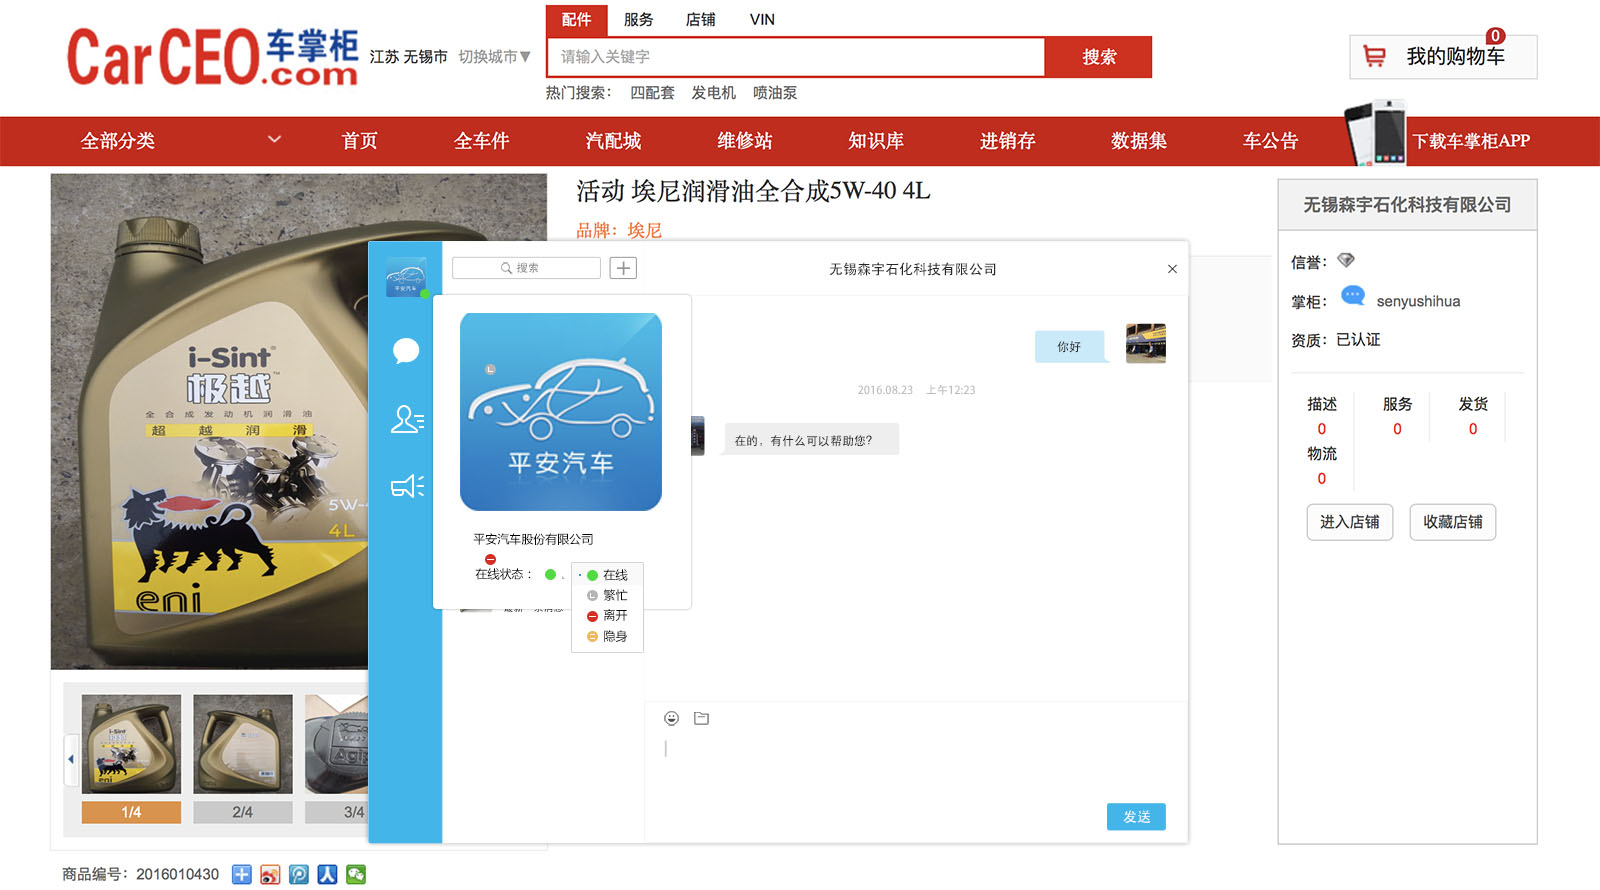 配件 服务 店铺 VIN
CarCEO车掌柜.com
江苏 无锡市 切换城市▼
请输入关键字
搜索
0
我的购物车
热门搜索: 四配套 发电机 喷油泵
全部分类 首页 全车件 汽配城 维修站 知识库 进销存 数据集 车公告 下载车掌柜APP
活动 埃尼润滑油全合成5W-40 4L
品牌：埃尼
i-Sint
极越
全合成发动机润滑油
超越润滑
5W-4
4L
eni
1/4
2/4
3/4
商品编号：2016010430
平安汽车
搜索
无锡森宇石化科技有限公司
你好
2016.08.23 上午12:23
在的，有什么可以帮助您?
平安汽车
平安汽车股份有限公司
在线状态：
在线
繁忙
离开
隐身
发送
无锡森宇石化科技有限公司
信誉：
掌柜： senyushihua
资质：已认证
描述 服务 发货
0 0 0
物流
0
进入店铺 收藏店铺